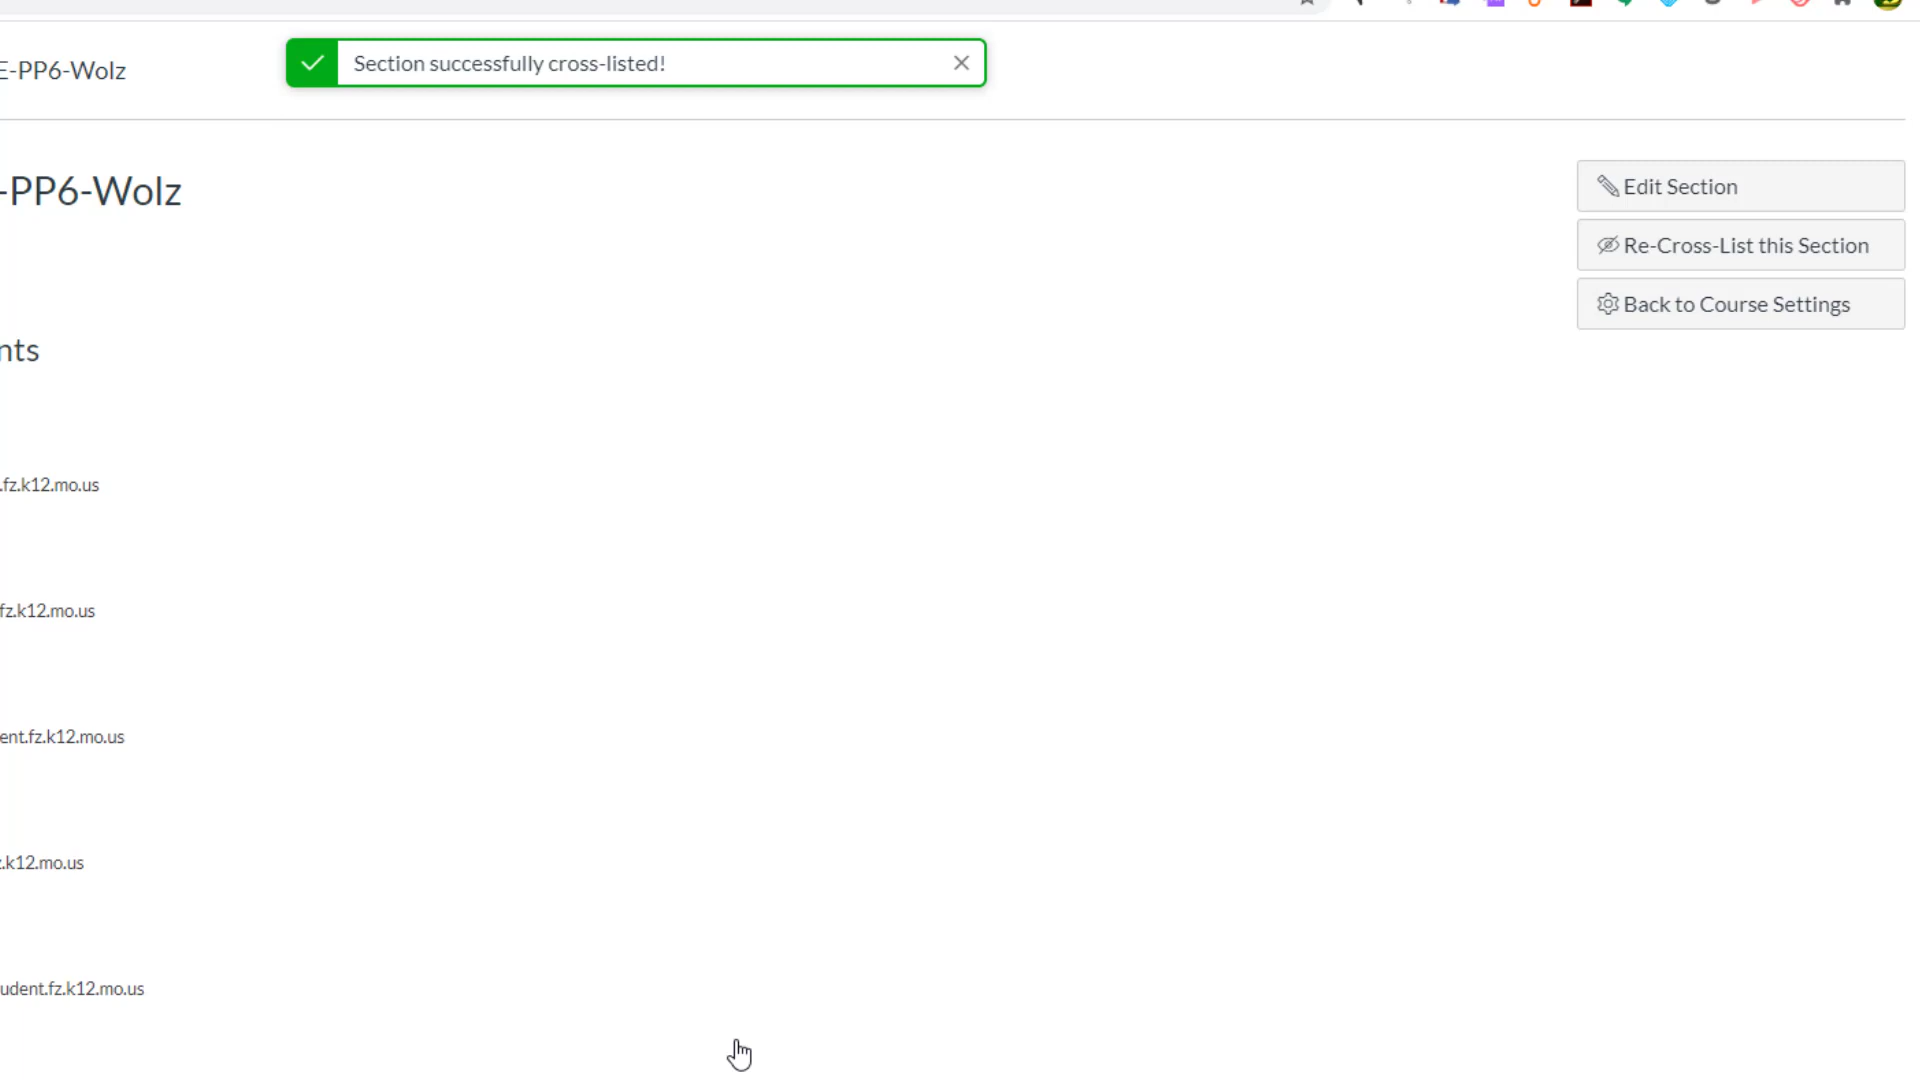 E-PP6-Wolz
Section successfully cross-listed!
-PP6-Wolz
Edit Section
Re-Cross-List this Section
Back to Course Settings
nts
.fz.k12.mo.us
fz.k12.mo.us
ent.fz.k12.mo.us
.k12.mo.us
udent.fz.k12.mo.us